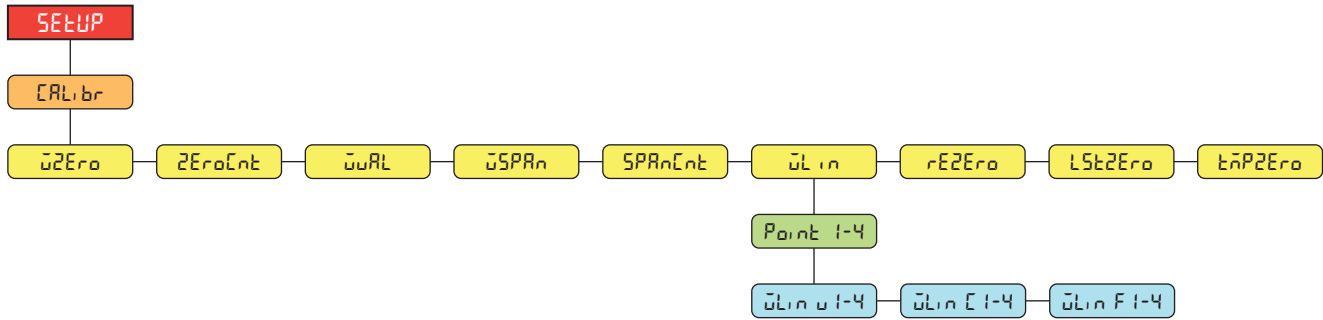 SEtUP
CALibr
WZEro
ZEroCnt
WvAL
WSPAn
SPAnCnt
WLin
rEZEro
LStZEro
tMPZEro
Point 1-4
WLin v1-4
WLin C1-4
WLin F1-4